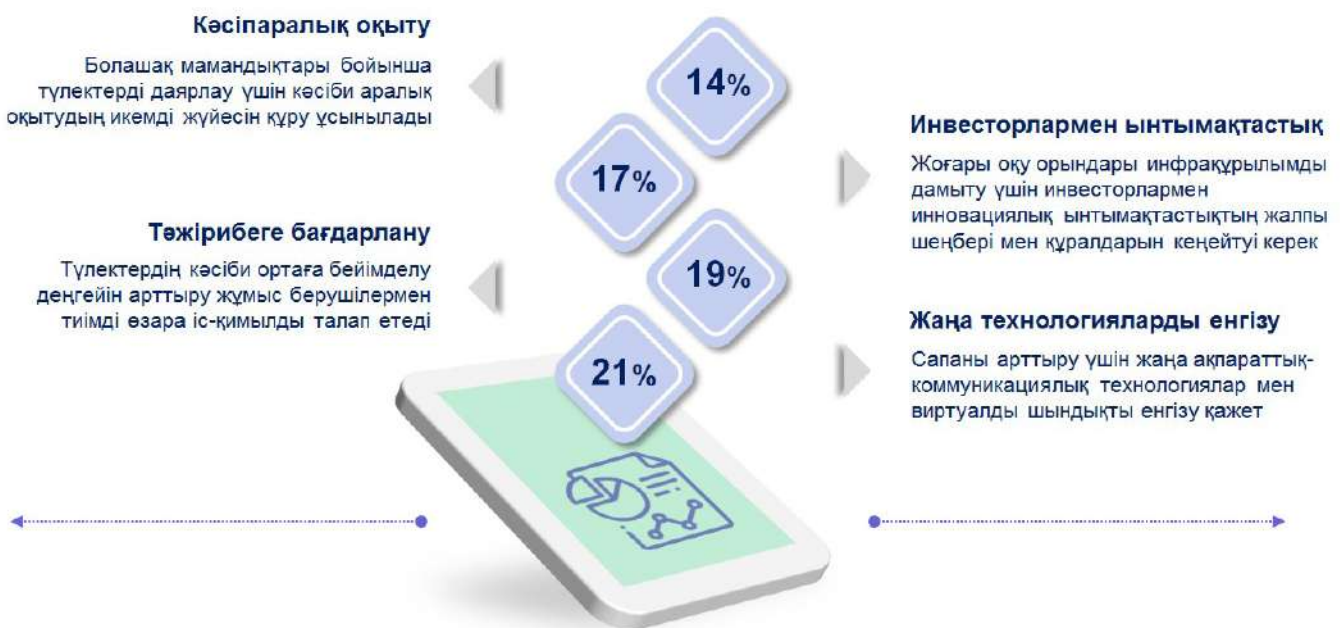 Кәсіпаралық оқыту
Болашақ мамандықтары бойынша
түлектерді даярлау үшін кәсіби аралық
оқытудың икемді жүйесін құру ұсынылады
14%
Инвесторлармен ынтымақтастық
Жоғары оқу орындары инфрақұрылымды
дамыту үшін инвесторлармен
инновациялық ынтымақтастықтың жалпы
шеңбері мен құралдарын кеңейтуі керек
17%
Тәжірибеге бағдарлану
Түлектердің кәсіби ортаға бейімделу
деңгейін арттыру жұмыс берушілермен
тиімді өзара іс-қимылды талап етеді
19%
Жаңа технологияларды енгізу
Сапаны арттыру үшін жаңа ақпараттық-
коммуникациялық технологиялар мен
виртуалды шындықты енгізу қажет
21%